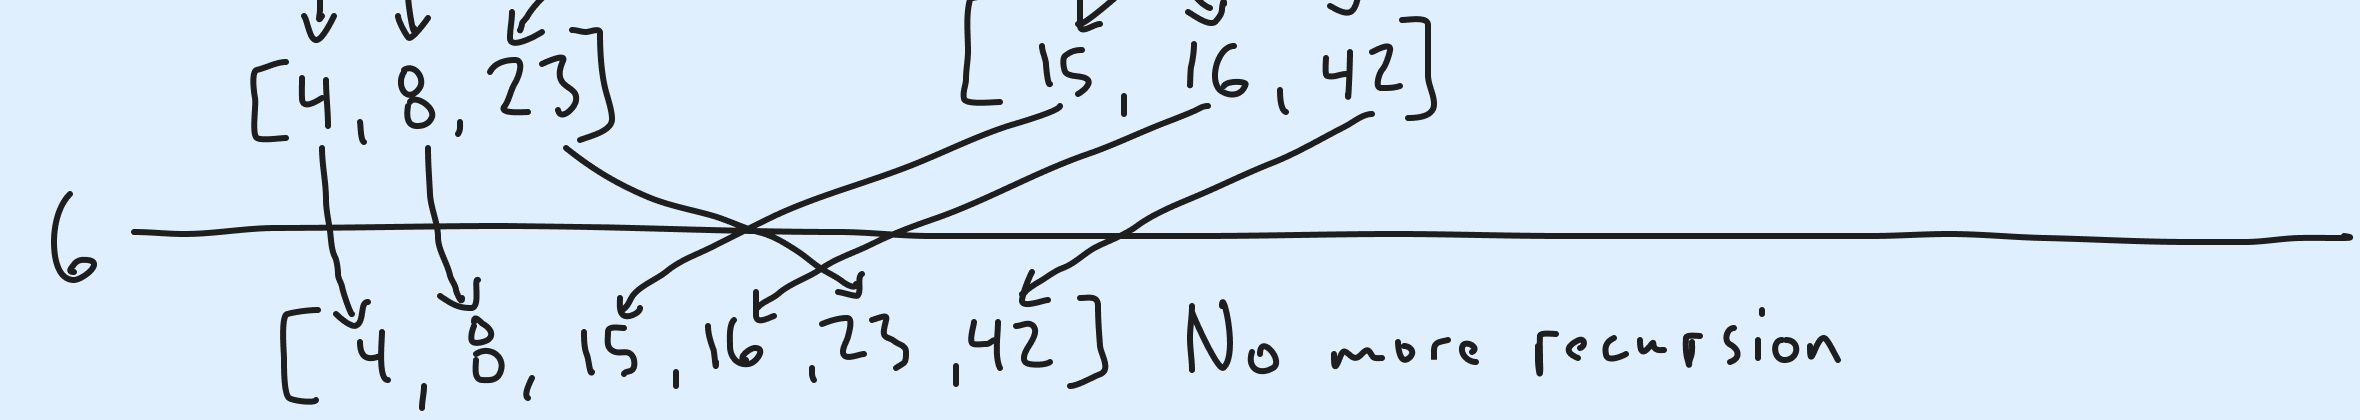 [4, 8, 23] [15, 16, 42]
6
[4, 8, 15, 16, 23, 42] No more recursion